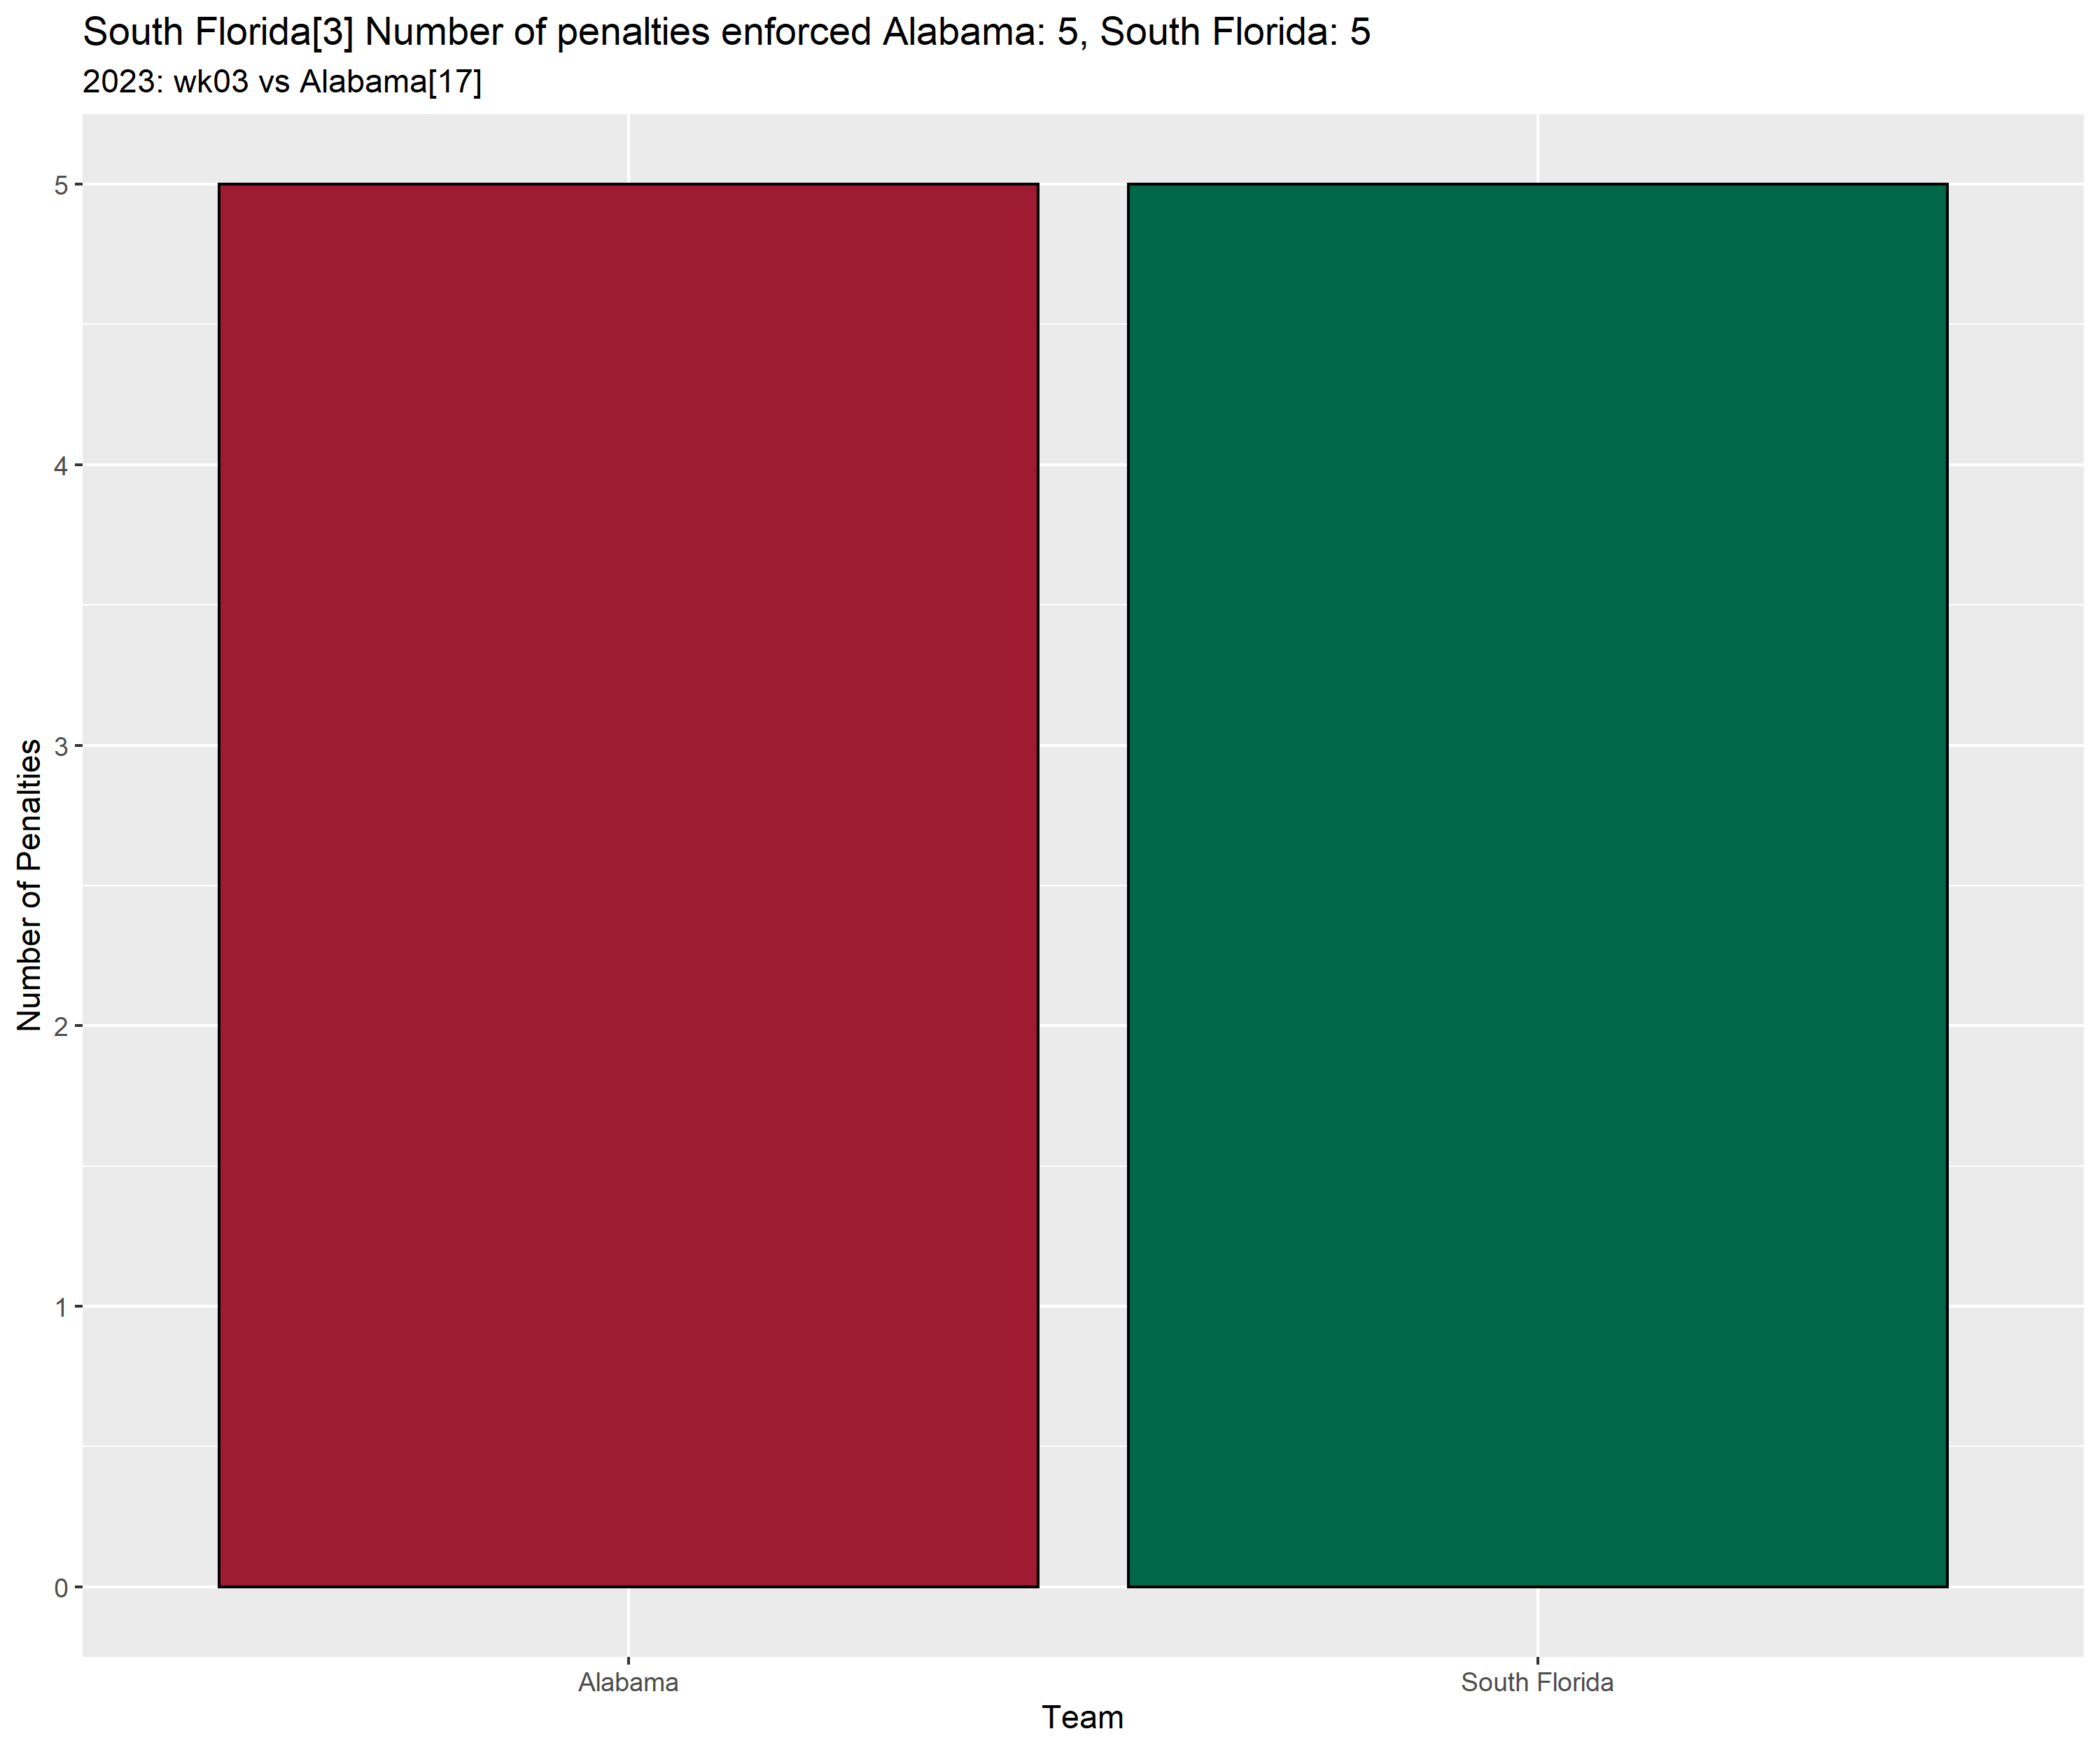 South Florida[3] Number of penalties enforced Alabama: 5, South Florida: 5
2023: wk03 vs Alabama[17]
Number of Penalties
5
4
3
2
1
0
Alabama
South Florida
Team